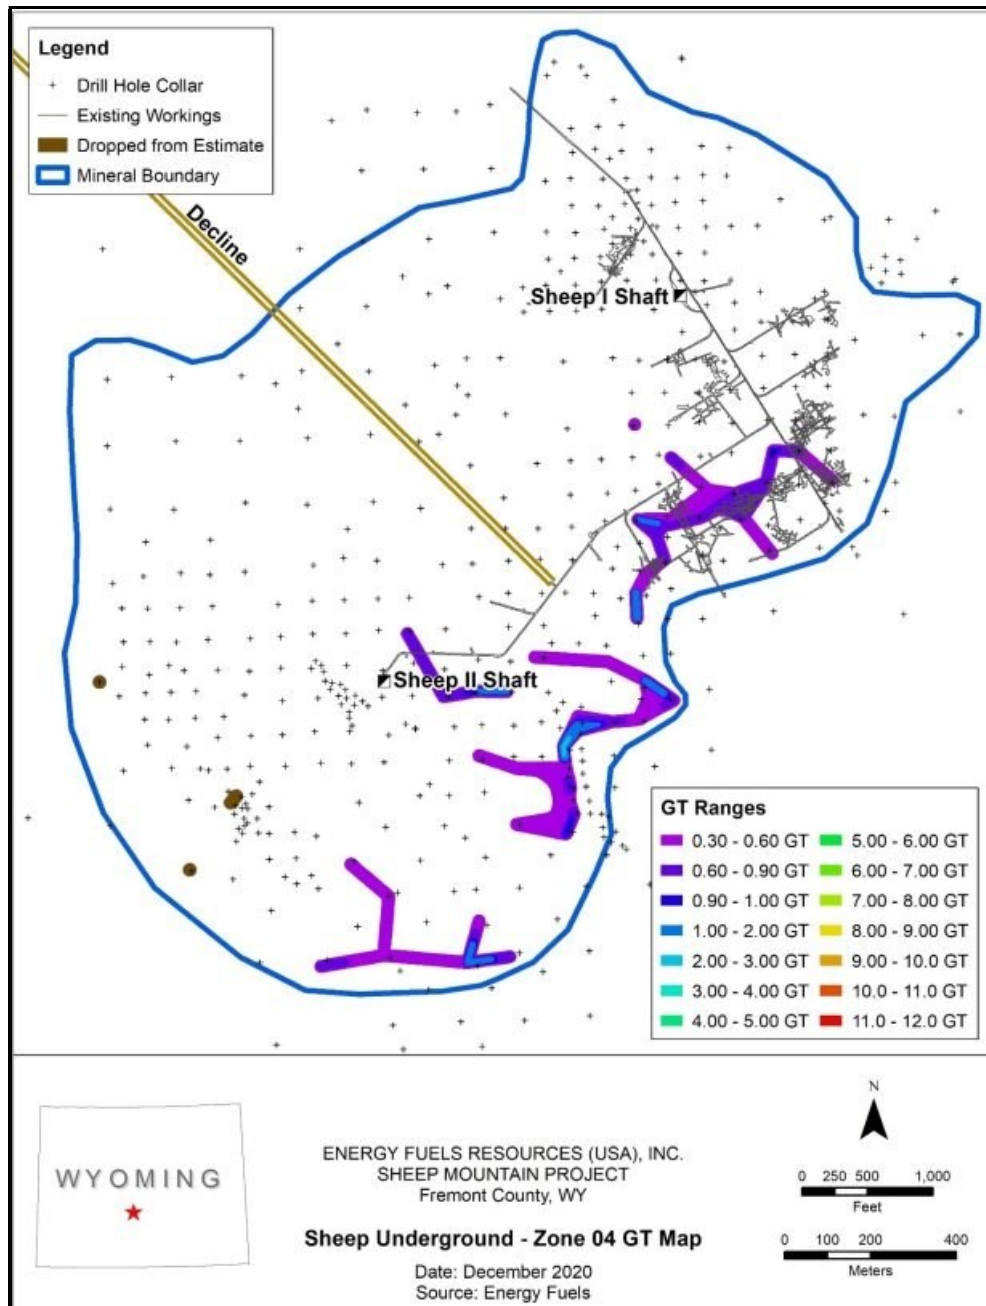 Legend
Drill Hole Collar
Existing Workings
Dropped from Estimate
Mineral Boundary
Decline
Sheep I Shaft
Sheep II Shaft
GT Ranges
0.30 - 0.60 GT
0.60 - 0.90 GT
0.90 - 1.00 GT
1.00 - 2.00 GT
2.00 - 3.00 GT
3.00 - 4.00 GT
4.00 - 5.00 GT
5.00 - 6.00 GT
6.00 - 7.00 GT
7.00 - 8.00 GT
8.00 - 9.00 GT
9.00 - 10.0 GT
10.0 - 11.0 GT
11.0 - 12.0 GT
WYOMING
ENERGY FUELS RESOURCES (USA), INC.
SHEEP MOUNTAIN PROJECT
Fremont County, WY
Sheep Underground - Zone 04 GT Map
Date: December 2020
Source: Energy Fuels
N
0 250 500 1,000
Feet
0 100 200 400
Meters